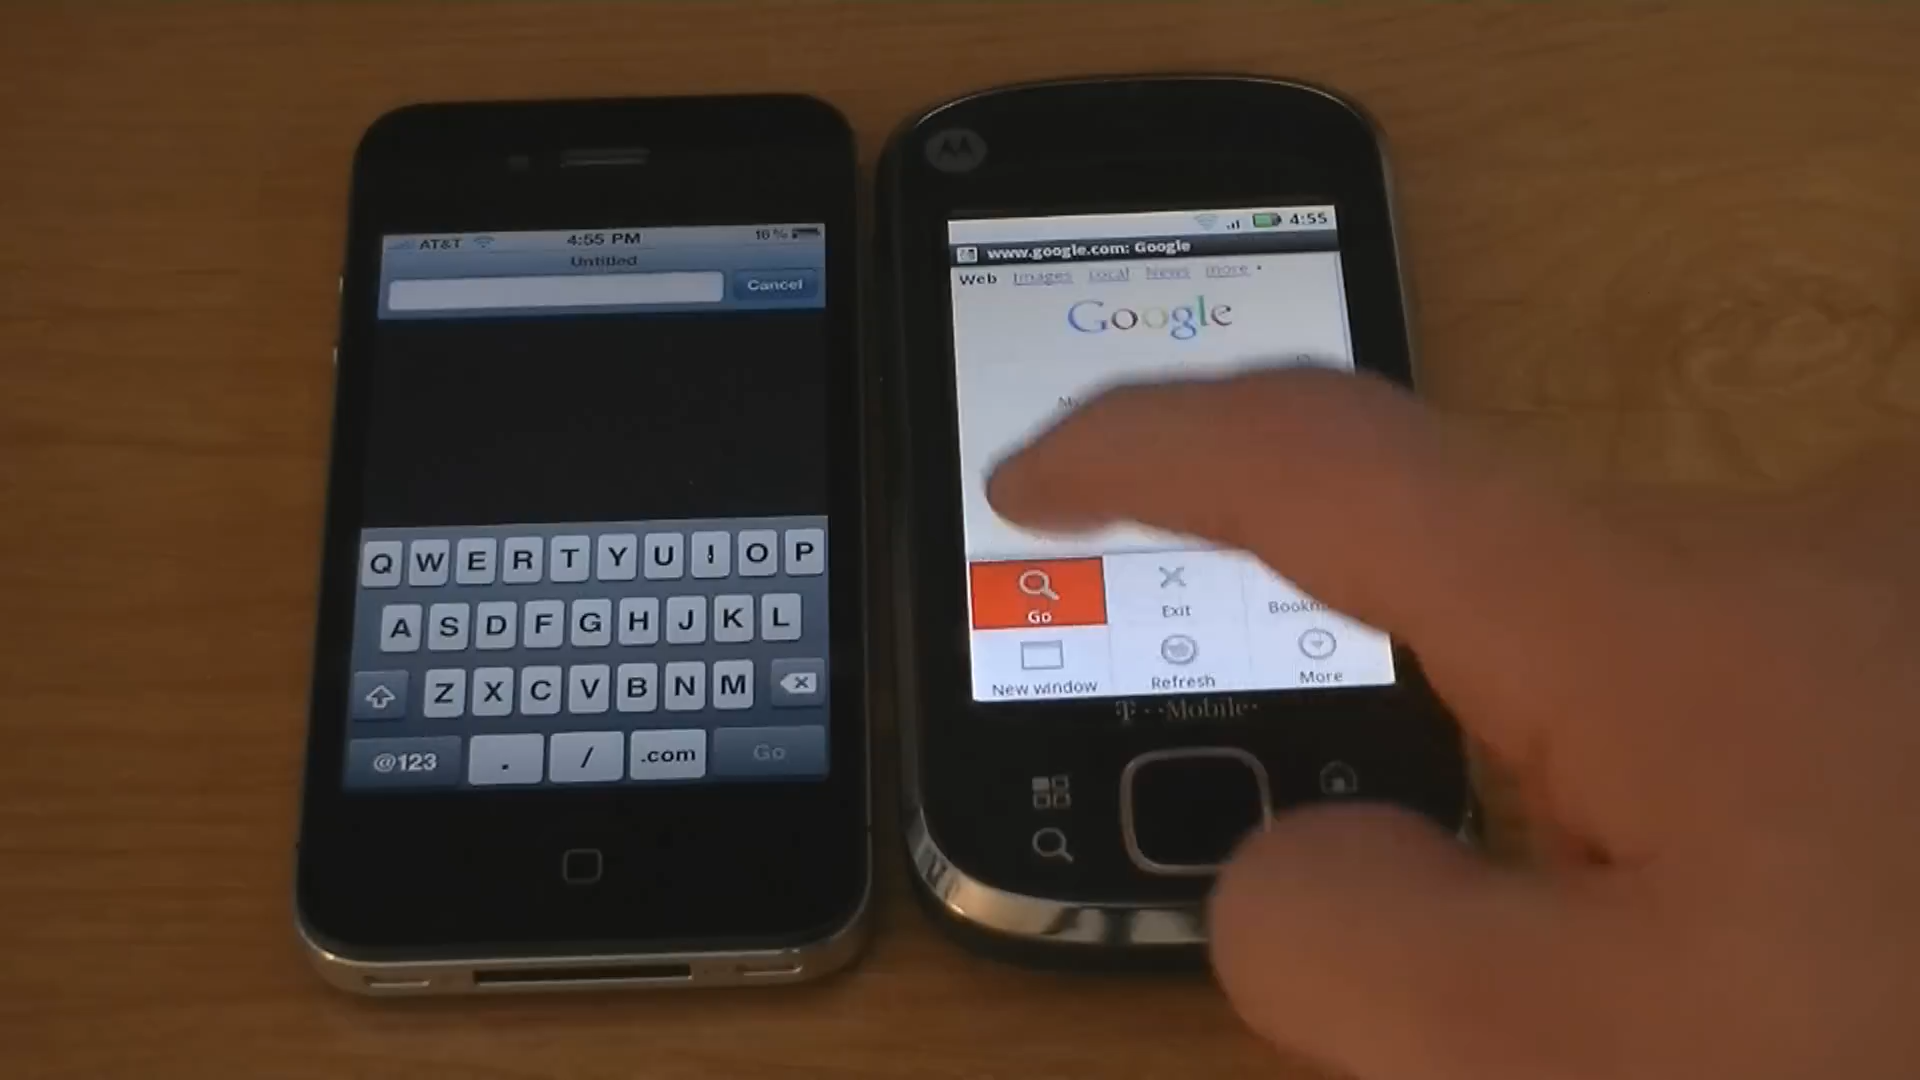 AT&T 4:55 PM 16%
Untitled
Cancel
Q W E R T Y U I O P
A S D F G H J K L
Z X C V B N M
@123 . / .com Go
4:55
www.google.com: Google
Web Images Local News more
Google
Go Exit
New window Refresh More
T··Mobile·